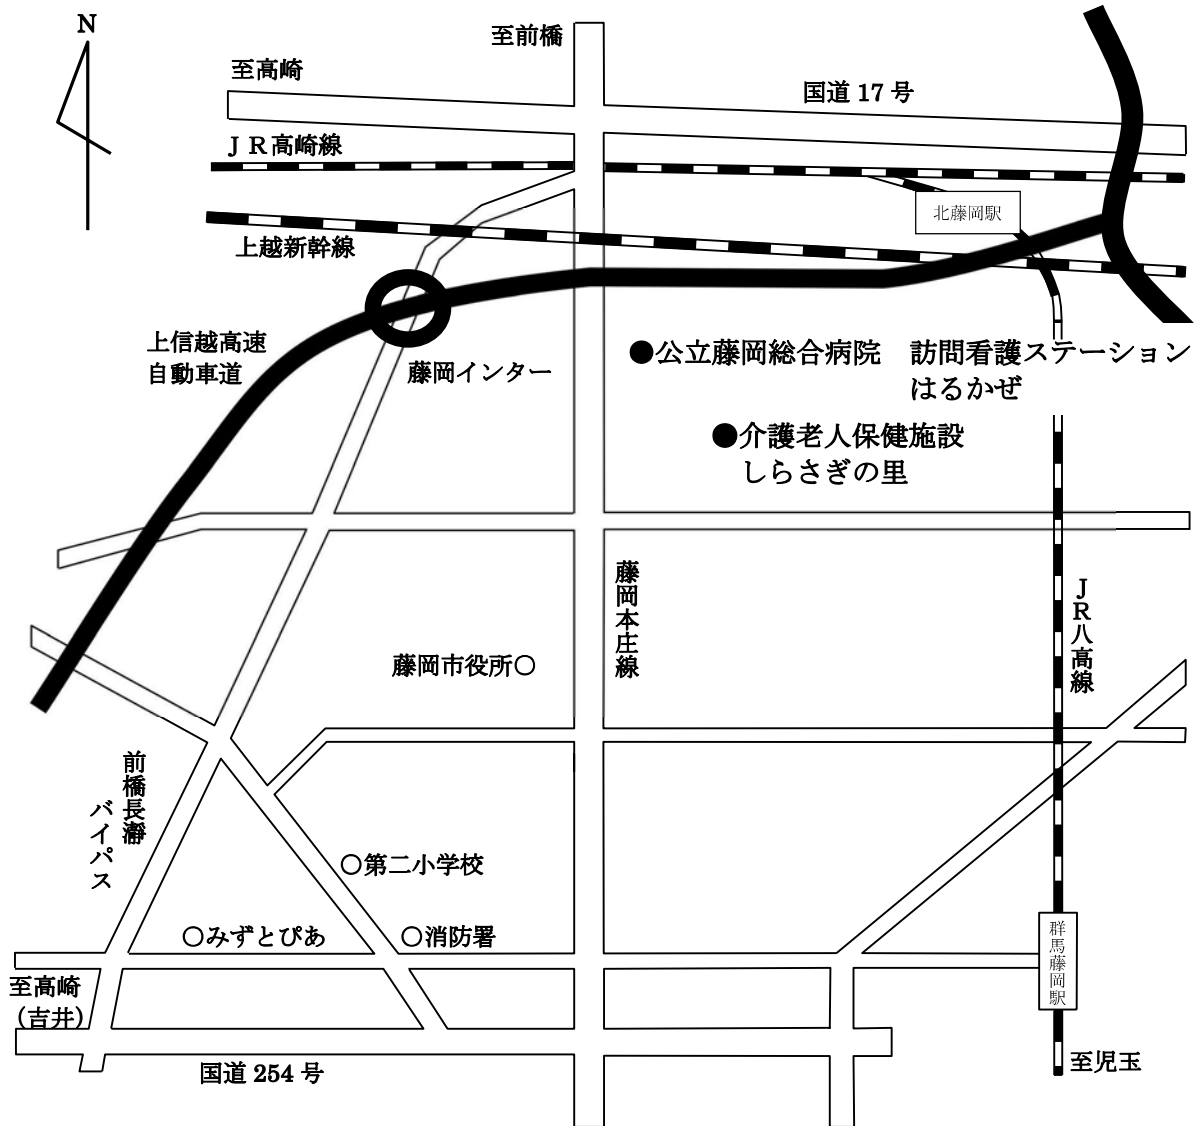 N
至前橋
至高崎
国道 17 号
ＪＲ高崎線
北藤岡駅
上越新幹線
上信越高速
自動車道
藤岡インター
●公立藤岡総合病院　訪問看護ステーション
はるかぜ
●介護老人保健施設
しらさぎの里
藤岡本庄線
ＪＲ八高線
藤岡市役所○
前橋長瀞
バイパス
○第二小学校
○みずとぴあ
○消防署
群馬藤岡駅
至高崎
（吉井）
国道 254 号
至児玉